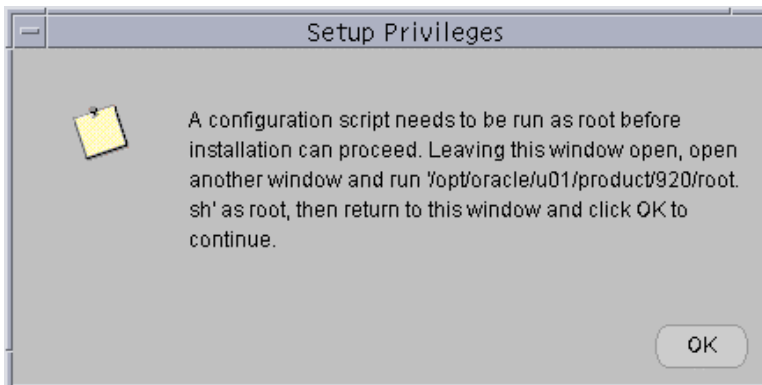 Setup Privileges
A configuration script needs to be run as root before
installation can proceed. Leaving this window open, open
another window and run '/opt/oracle/u01/product/920/root.
sh' as root, then return to this window and click OK to
continue.
OK